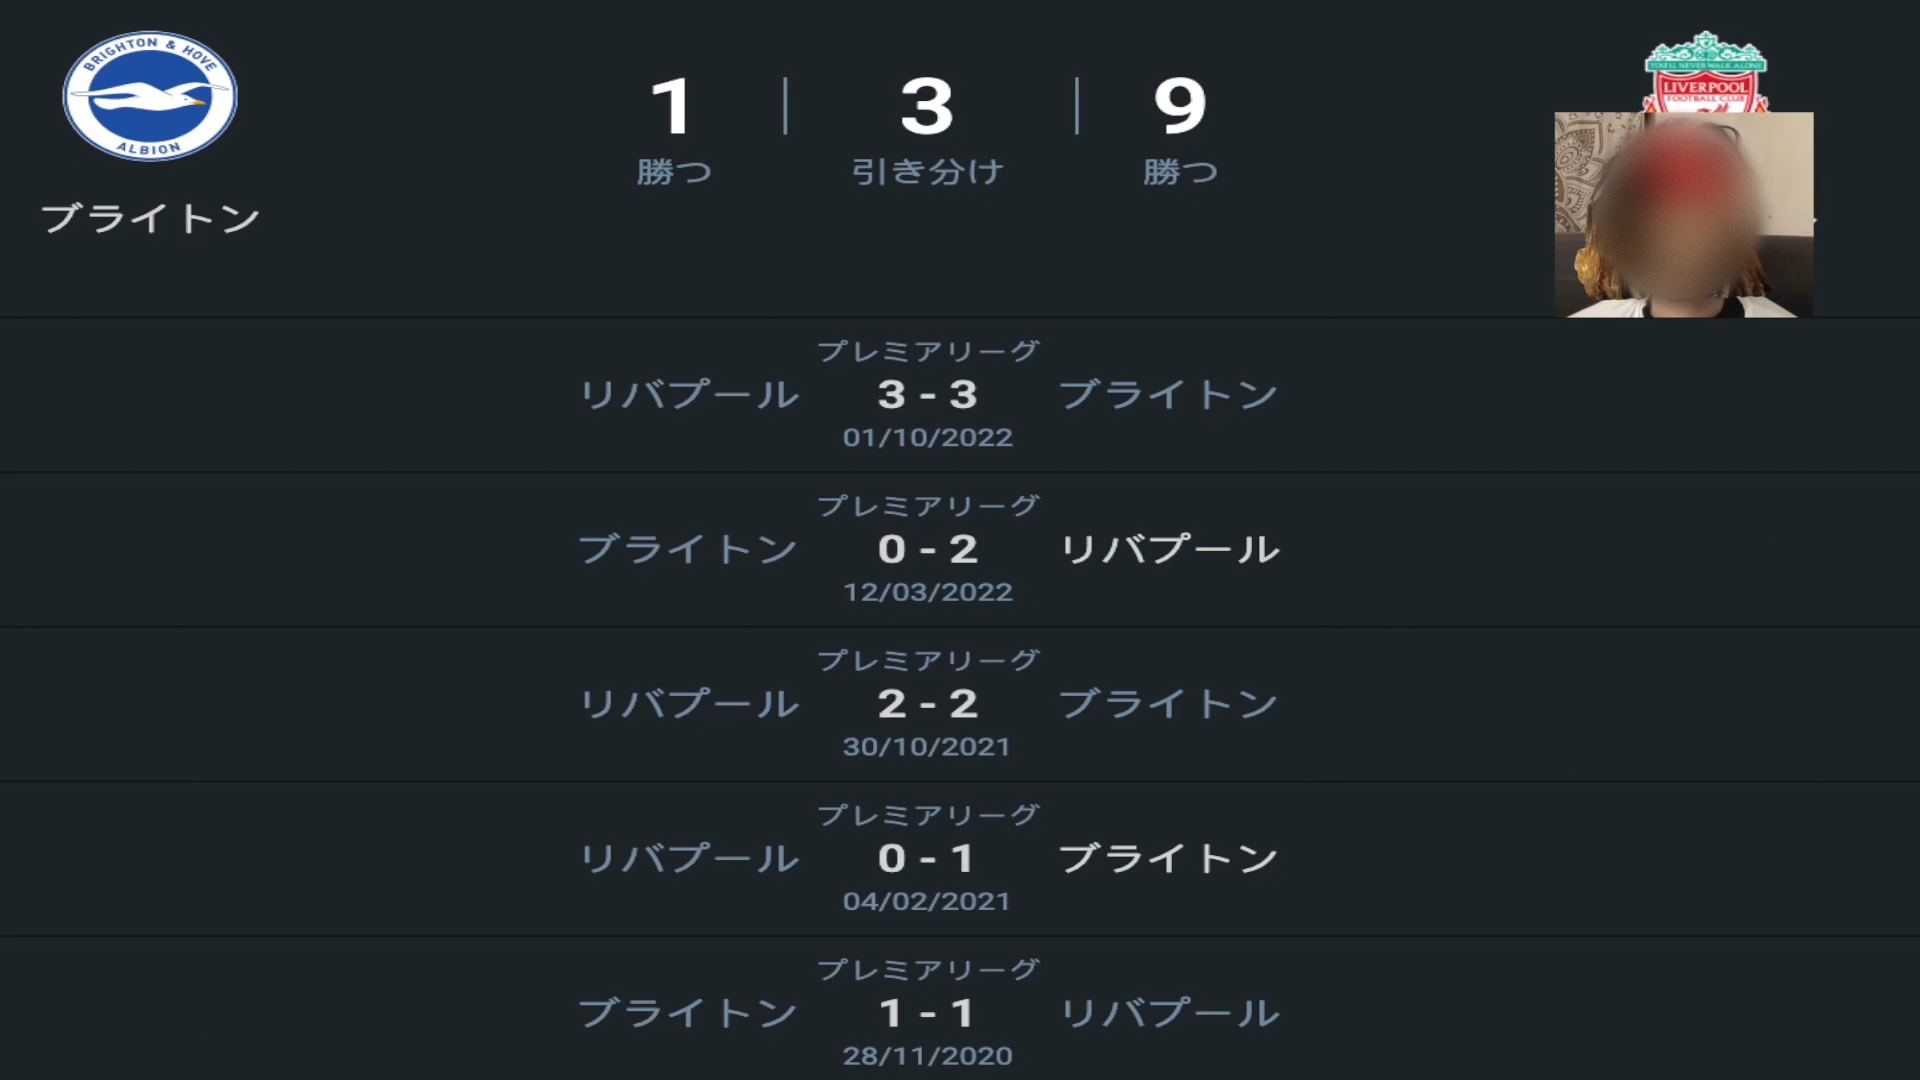 BRIGHTON & HOVE
ALBION
ブライトン
1
勝つ
3
引き分け
9
勝つ
YOU'LL NEVER WALK ALONE
LIVERPOOL
FOOTBALL CLUB
プレミアリーグ
リバプール 3 - 3 ブライトン
01/10/2022
プレミアリーグ
ブライトン 0 - 2 リバプール
12/03/2022
プレミアリーグ
リバプール 2 - 2 ブライトン
30/10/2021
プレミアリーグ
リバプール 0 - 1 ブライトン
04/02/2021
プレミアリーグ
ブライトン 1 - 1 リバプール
28/11/2020